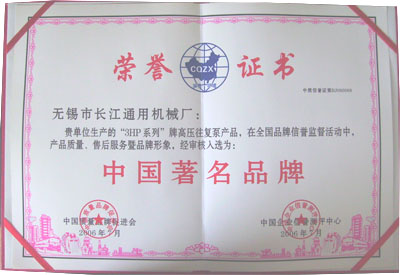 荣誉 CQZX 证书
无锡市长江通用机械厂：
贵单位生产的“3HP系列”牌高压往复泵产品，在全国品牌信誉监督活动中，
产品质量、售后服务暨品牌形象，经审核入选为：
中国著名品牌
2006年7月
2006年7月